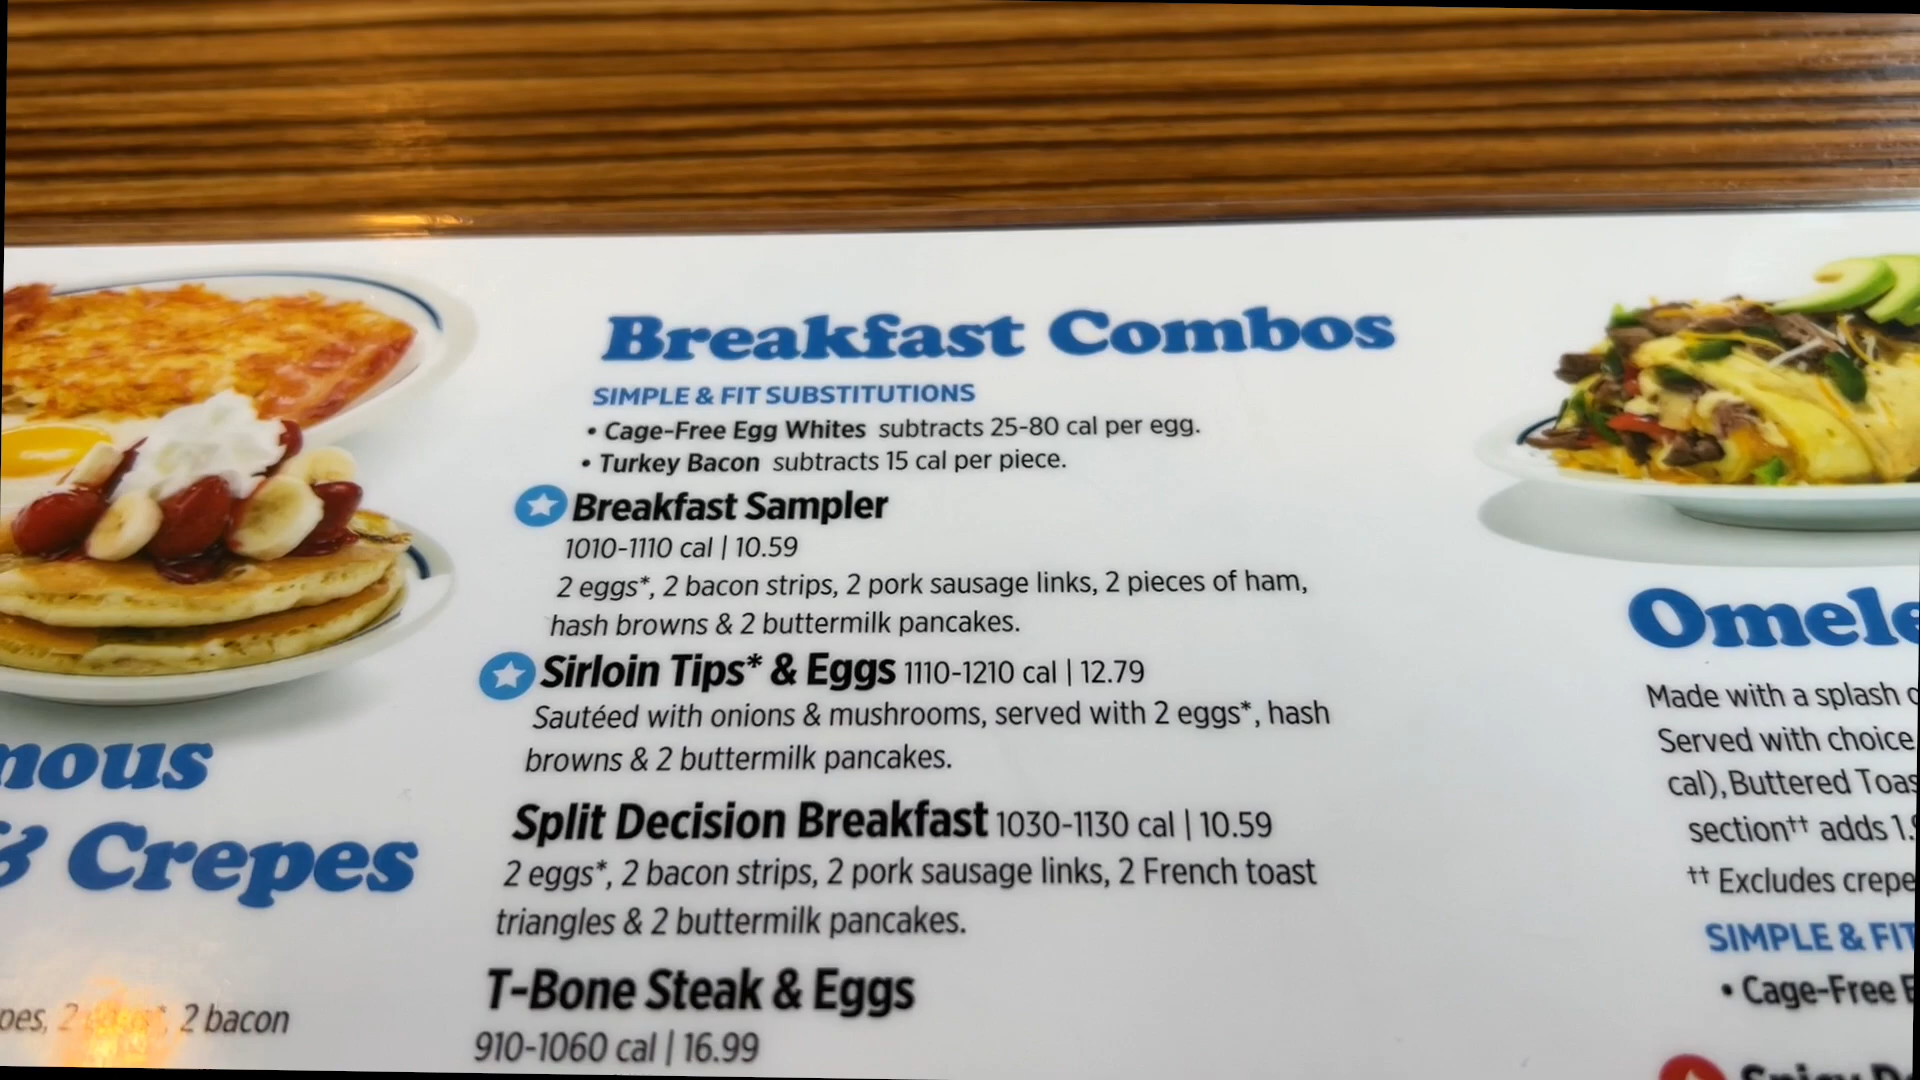 Breakfast Combos
SIMPLE & FIT SUBSTITUTIONS
• Cage-Free Egg Whites subtracts 25-80 cal per egg.
• Turkey Bacon subtracts 15 cal per piece.
Breakfast Sampler
1010-1110 cal | 10.59
2 eggs*, 2 bacon strips, 2 pork sausage links, 2 pieces of ham,
hash browns & 2 buttermilk pancakes.
Sirloin Tips* & Eggs 1110-1210 cal | 12.79
Sautéed with onions & mushrooms, served with 2 eggs*, hash
browns & 2 buttermilk pancakes.
Split Decision Breakfast 1030-1130 cal | 10.59
2 eggs*, 2 bacon strips, 2 pork sausage links, 2 French toast
triangles & 2 buttermilk pancakes.
T-Bone Steak & Eggs
910-1060 cal | 16.99
& Crepes
2 bacon
Made with a splash
Served with choice
cal), Buttered
section†† adds
†† Excludes
SIMPLE & FIT
• Cage-Free